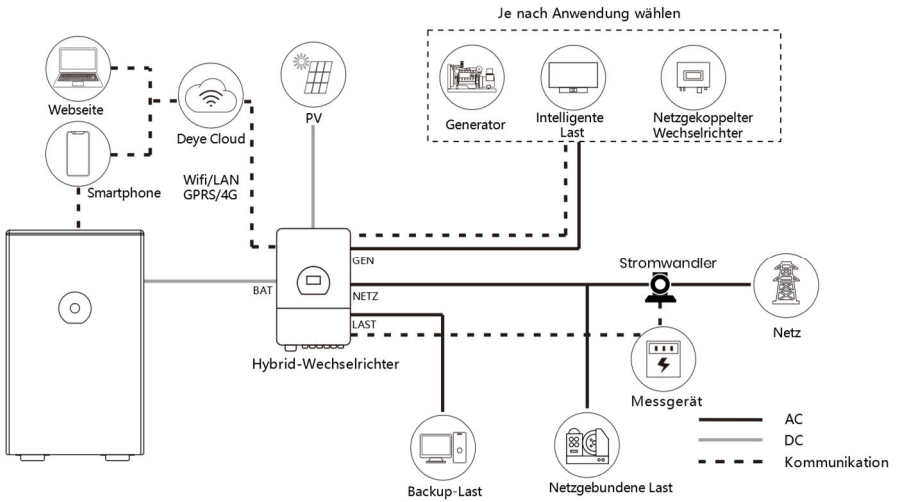 Je nach Anwendung wählen
Webseite
Deye Cloud
PV
Generator
Intelligente
Last
Netzgekoppelter
Wechselrichter
Smartphone
Wifi/LAN
GPRS/4G
GEN
BAT
NETZ
LAST
Stromwandler
Netz
Hybrid-Wechselrichter
Messgerät
AC
DC
Kommunikation
Backup-Last
Netzgebundene Last